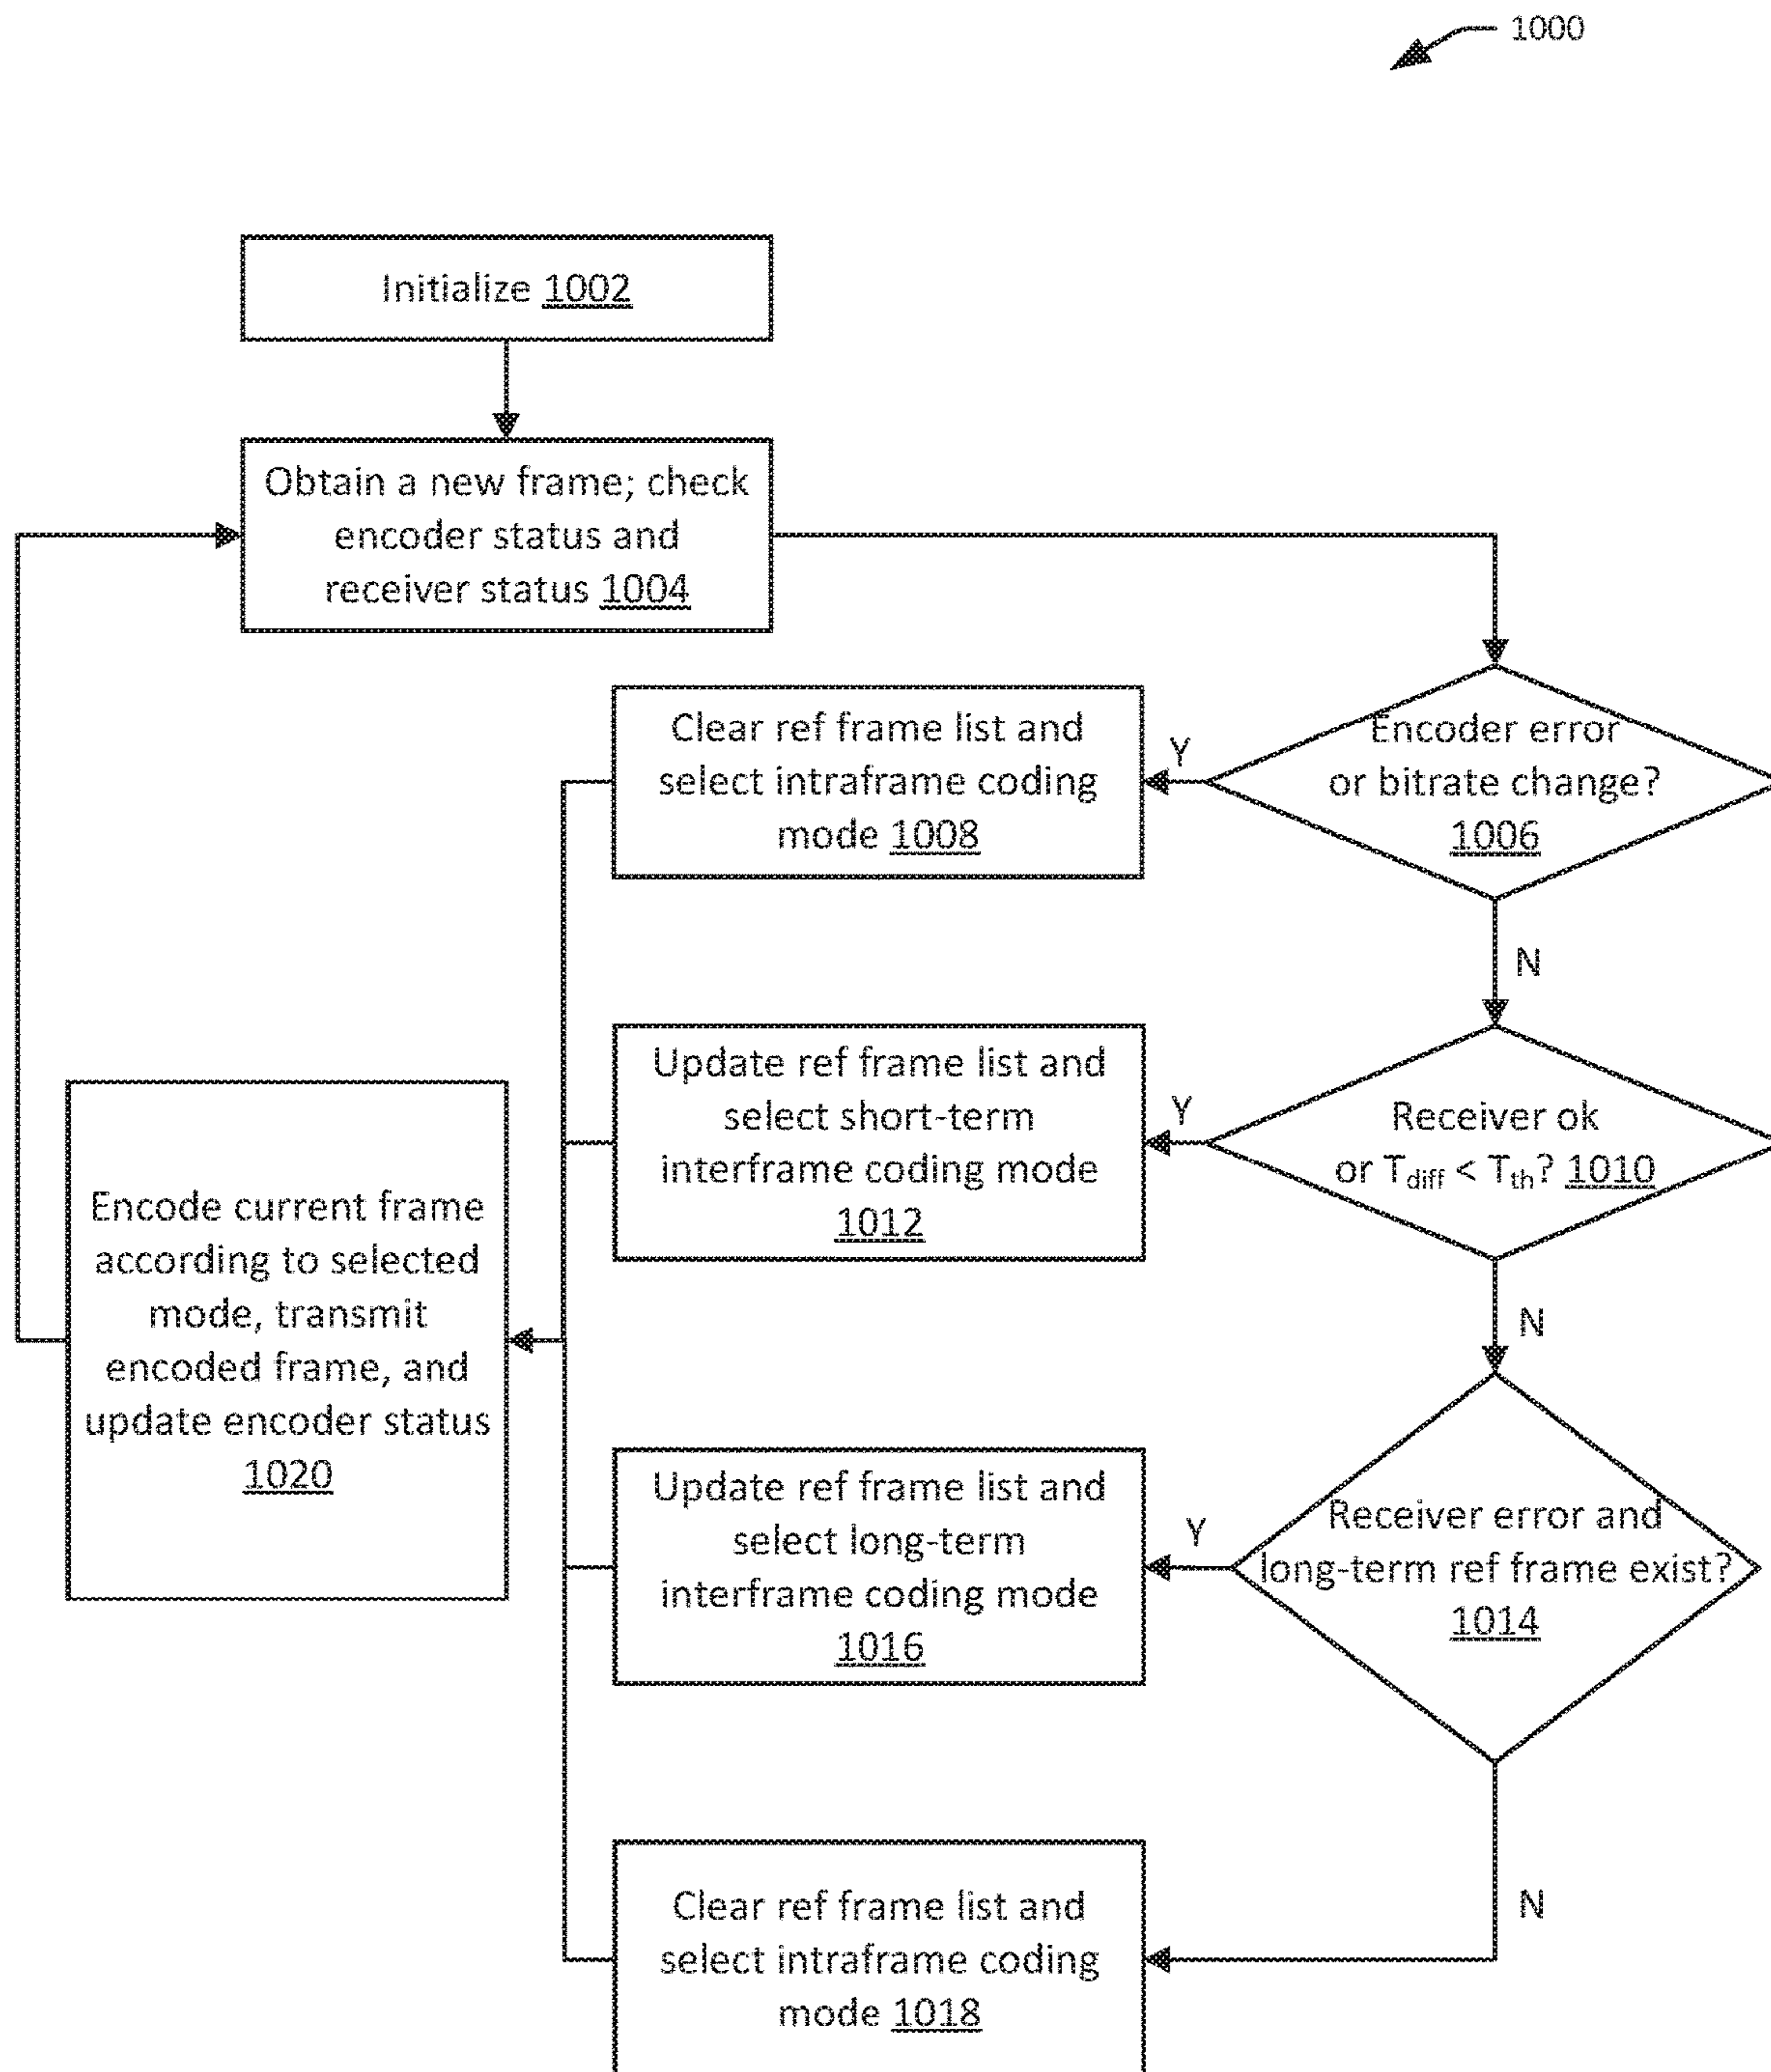 1000
Initialize 1002
Obtain a new frame; check
encoder status and
receiver status 1004
Encoder error
or bitrate change?
1006
Y
Clear ref frame list and
select intraframe coding
mode 1008
N
Receiver ok
or T_diff < T_th? 1010
Y
Update ref frame list and
select short-term
interframe coding mode
1012
N
Receiver error and
long-term ref frame exist?
1014
Y
Update ref frame list and
select long-term
interframe coding mode
1016
N
Clear ref frame list and
select intraframe coding
mode 1018
Encode current frame
according to selected
mode, transmit
encoded frame, and
update encoder status
1020